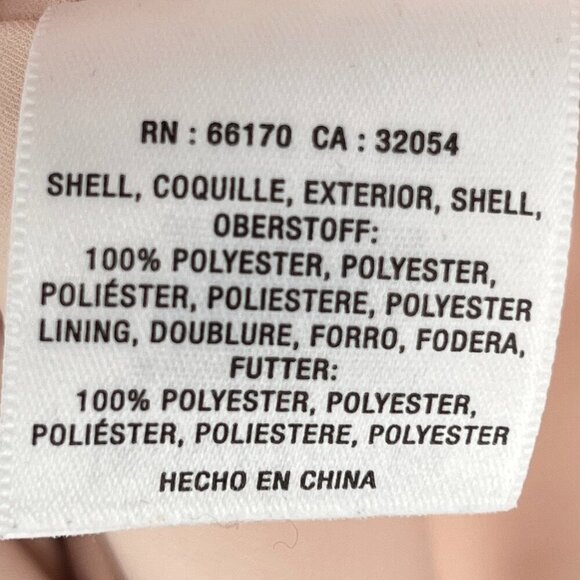 RN : 66170 CA : 32054
SHELL, COQUILLE, EXTERIOR, SHELL,
OBERSTOFF:
100% POLYESTER, POLYESTER,
POLIÉSTER, POLIESTERE, POLYESTER
LINING, DOUBLURE, FORRO, FODERA,
FUTTER:
100% POLYESTER, POLYESTER,
POLIÉSTER, POLIESTERE, POLYESTER
HECHO EN CHINA